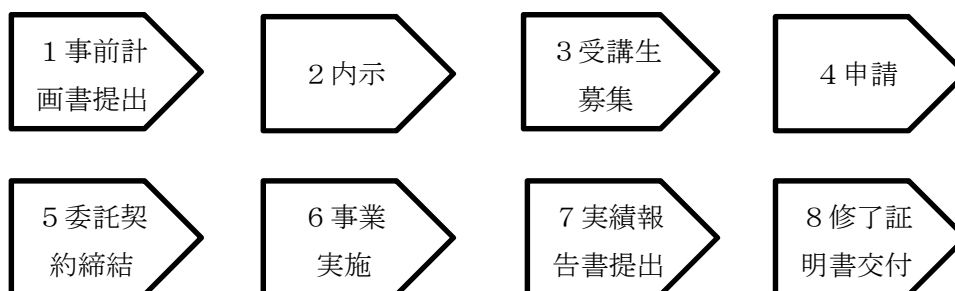 １事前計
画書提出
２内示
３受講生
募集
４申請
５委託契
約締結
６事業
実施
７実績報
告書提出
８修了証
明書交付